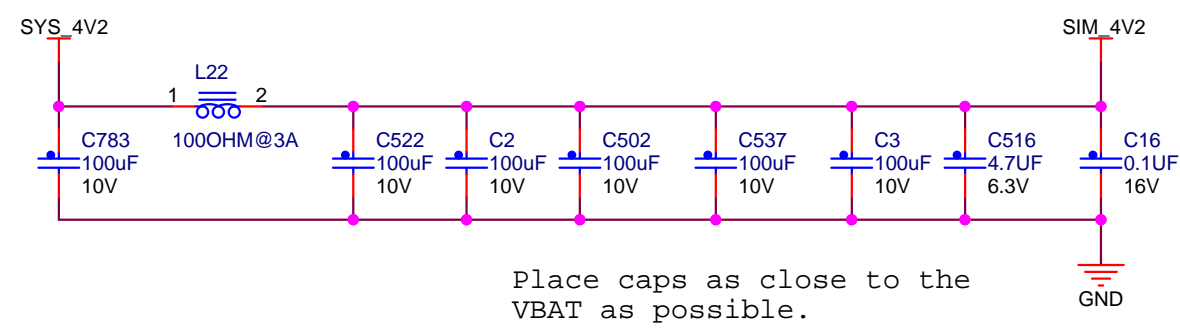 SYS_4V2
SIM_4V2
L22
1
2
100OHM@3A
C783
100uF
10V
C522
100uF
10V
C2
100uF
10V
C502
100uF
10V
C537
100uF
10V
C3
100uF
10V
C516
4.7UF
6.3V
C16
0.1UF
16V
Place caps as close to the
VBAT as possible.
GND